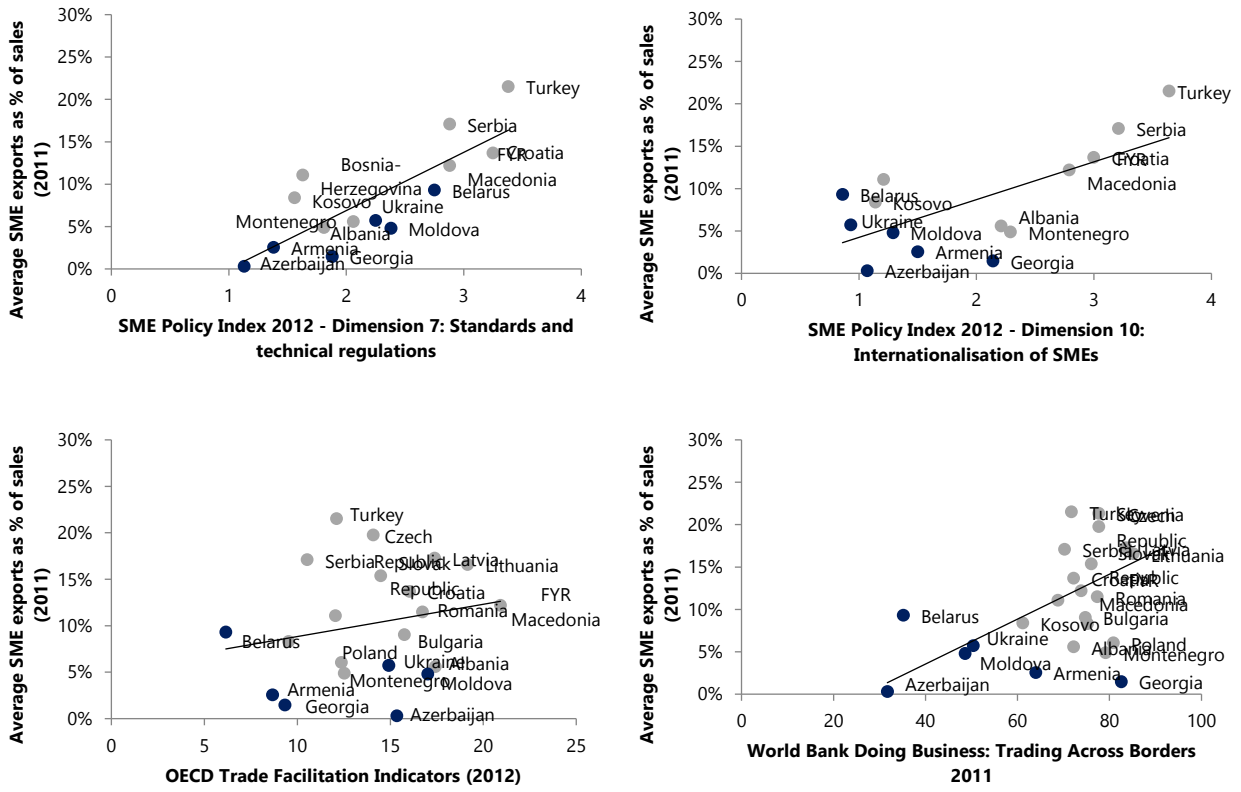 Average SME exports as % of sales
(2011)
30%
25%
20%
15%
10%
5%
0%
Turkey
Serbia
Croatia
FYR
Macedonia
Bosnia-
Herzegovina
Kosovo
Belarus
Ukraine
Montenegro
Moldova
Albania
Armenia
Georgia
Azerbaijan
0
1
2
3
4
SME Policy Index 2012 - Dimension 7: Standards and
technical regulations
Average SME exports as % of sales
(2011)
30%
25%
20%
15%
10%
5%
0%
Turkey
Serbia
Croatia
FYR
Macedonia
Belarus
Kosovo
Ukraine
Albania
Moldova
Montenegro
Armenia
Georgia
Azerbaijan
0
1
2
3
4
SME Policy Index 2012 - Dimension 10:
Internationalisation of SMEs
Average SME exports as % of sales
(2011)
30%
25%
20%
15%
10%
5%
0%
Turkey
Czech
Republic
Serbia
Slovak
Republic
Latvia
Lithuania
Croatia
FYR
Macedonia
Romania
Belarus
Bulgaria
Poland
Ukraine
Albania
Montenegro
Moldova
Armenia
Georgia
Azerbaijan
0
5
10
15
20
25
OECD Trade Facilitation Indicators (2012)
Average SME exports as % of sales
(2011)
30%
25%
20%
15%
10%
5%
0%
Turkey
Slovenia
Czech
Republic
Serbia
Latvia
Slovak
Republic
Lithuania
Croatia
FYR
Macedonia
Romania
Belarus
Kosovo
Bulgaria
Ukraine
Albania
Poland
Montenegro
Moldova
Armenia
Georgia
Azerbaijan
0
20
40
60
80
100
World Bank Doing Business: Trading Across Borders
2011